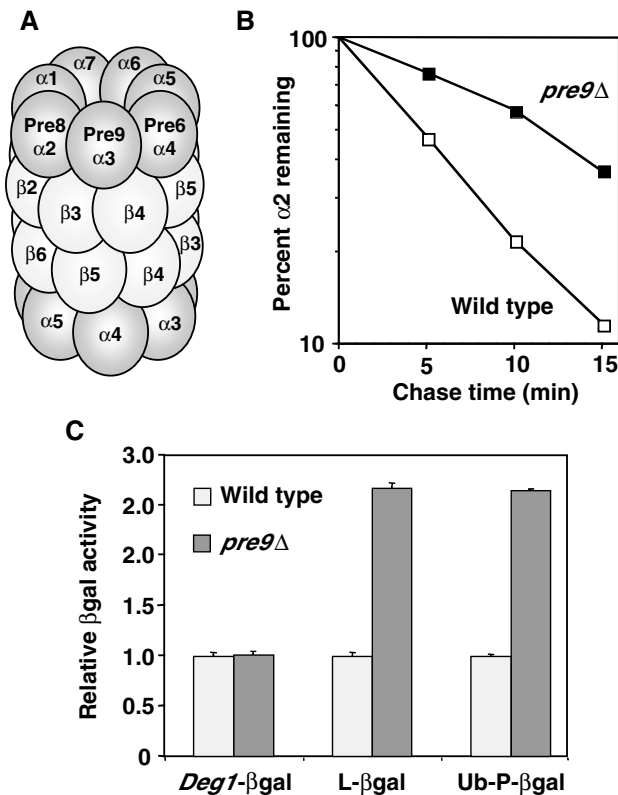 A
α7 α6
α1 α5
Pre8 Pre9 Pre6
α2 α3 α4
β2 β3 β4 β5
β6 β5 β4 β3
α5 α4 α3
B
Percent α2 remaining
100
10
pre9Δ
Wild type
0 5 10 15
Chase time (min)
C
Relative βgal activity
3.0
2.0
2.0
1.0
0.5
0
Wild type
pre9Δ
Deg1-βgal L-βgal Ub-P-βgal